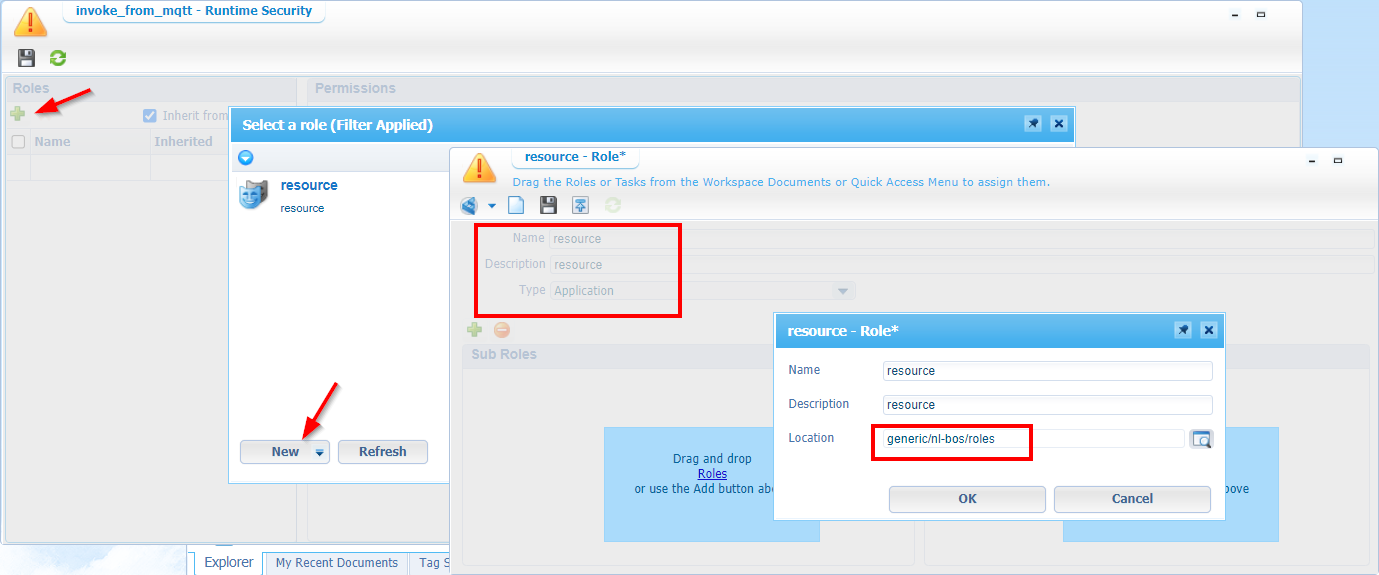 invoke_from_mqtt - Runtime Security
Roles
Permissions
Inherit from
Name
Inherited
Select a role (Filter Applied)
resource
resource
New
Refresh
resource - Role*
Drag the Roles or Tasks from the Workspace Documents or Quick Access Menu to assign them.
Name
resource
Description
resource
Type
Application
Sub Roles
Drag and drop
Roles
or use the Add button abo
ove
resource - Role*
Name
resource
Description
resource
Location
generic/nl-bos/roles
OK
Cancel
Explorer
My Recent Documents
Tag S